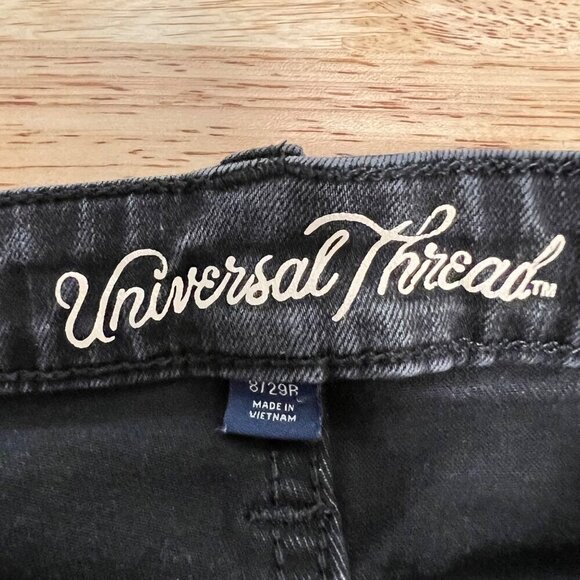 Universal Thread™
8/29R
MADE IN
VIETNAM